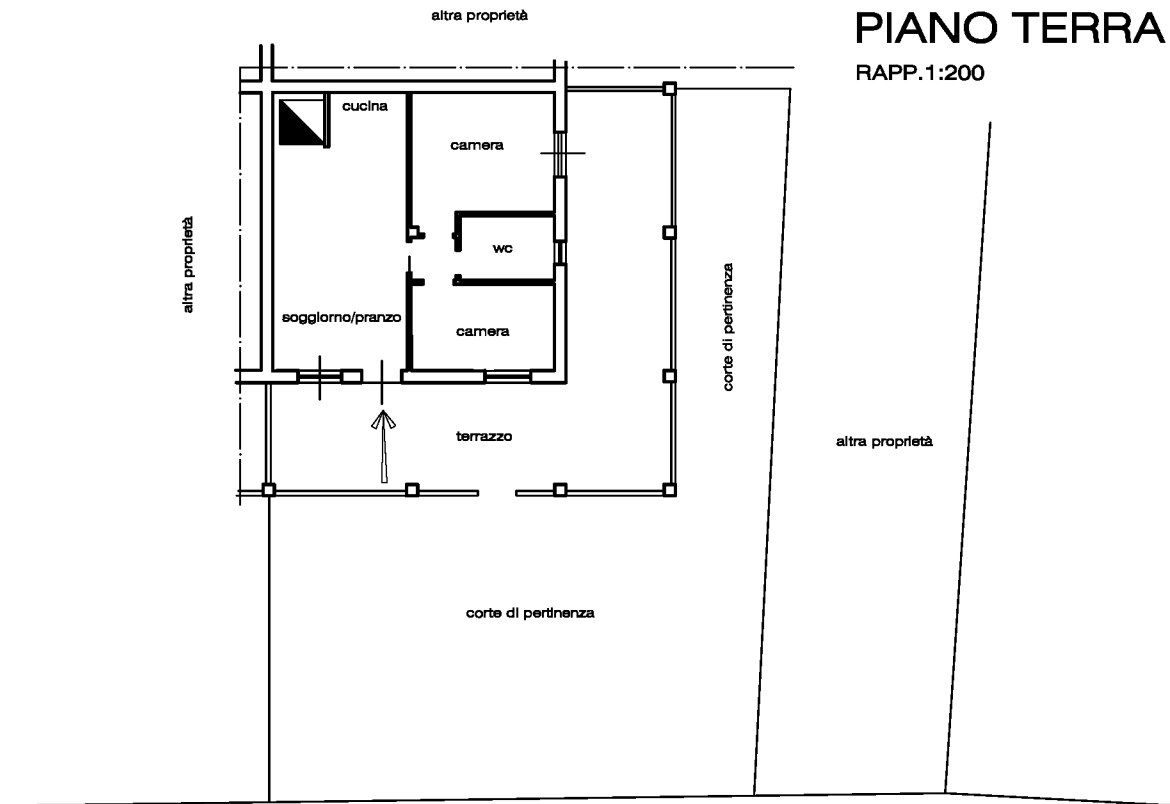 altra proprietà
PIANO TERRA
RAPP.1:200
cucina
camera
altra proprietà
wc
corte di pertinenza
soggiorno/pranzo
camera
terrazzo
altra proprietà
corte di pertinenza